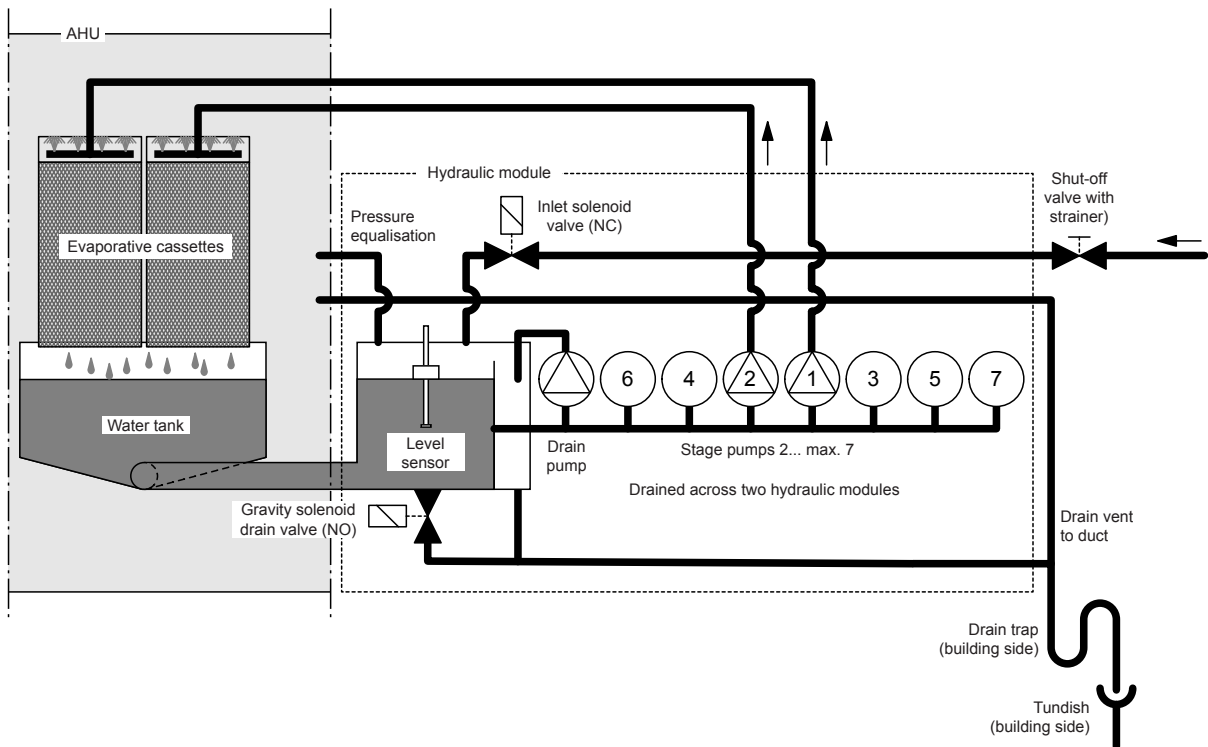 AHU
Hydraulic module
Inlet solenoid
valve (NC)
Shut-off
valve with
strainer)
Pressure
equalisation
Evaporative cassettes
6
4
2
1
3
5
7
Water tank
Level
sensor
Drain
pump
Stage pumps 2... max. 7
Drained across two hydraulic modules
Gravity solenoid
drain valve (NO)
Drain vent
to duct
Drain trap
(building side)
Tundish
(building side)